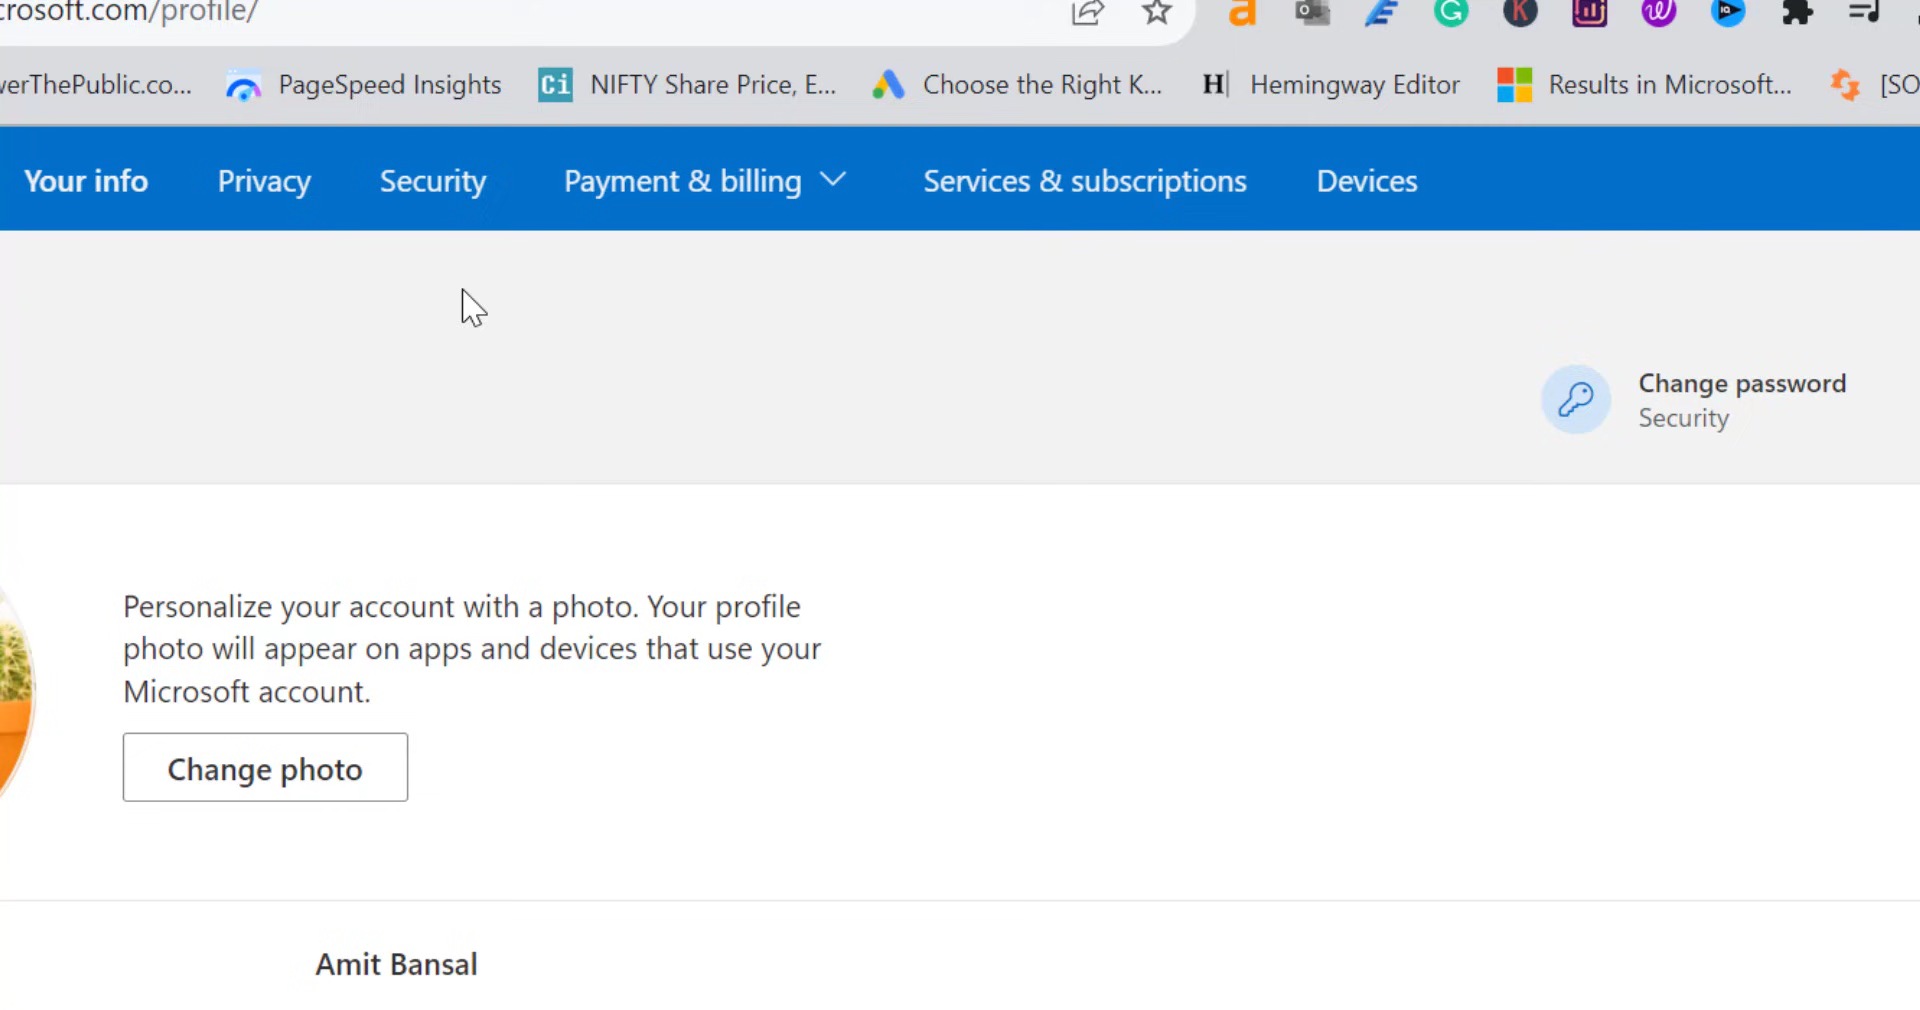 crosoft.com/profile/
werThePublic.co... PageSpeed Insights Ci NIFTY Share Price, E... Choose the Right K... H Hemingway Editor Results in Microsoft... [SO
Your info Privacy Security Payment & billing Services & subscriptions Devices
Change password
Security
Personalize your account with a photo. Your profile
photo will appear on apps and devices that use your
Microsoft account.
Change photo
Amit Bansal